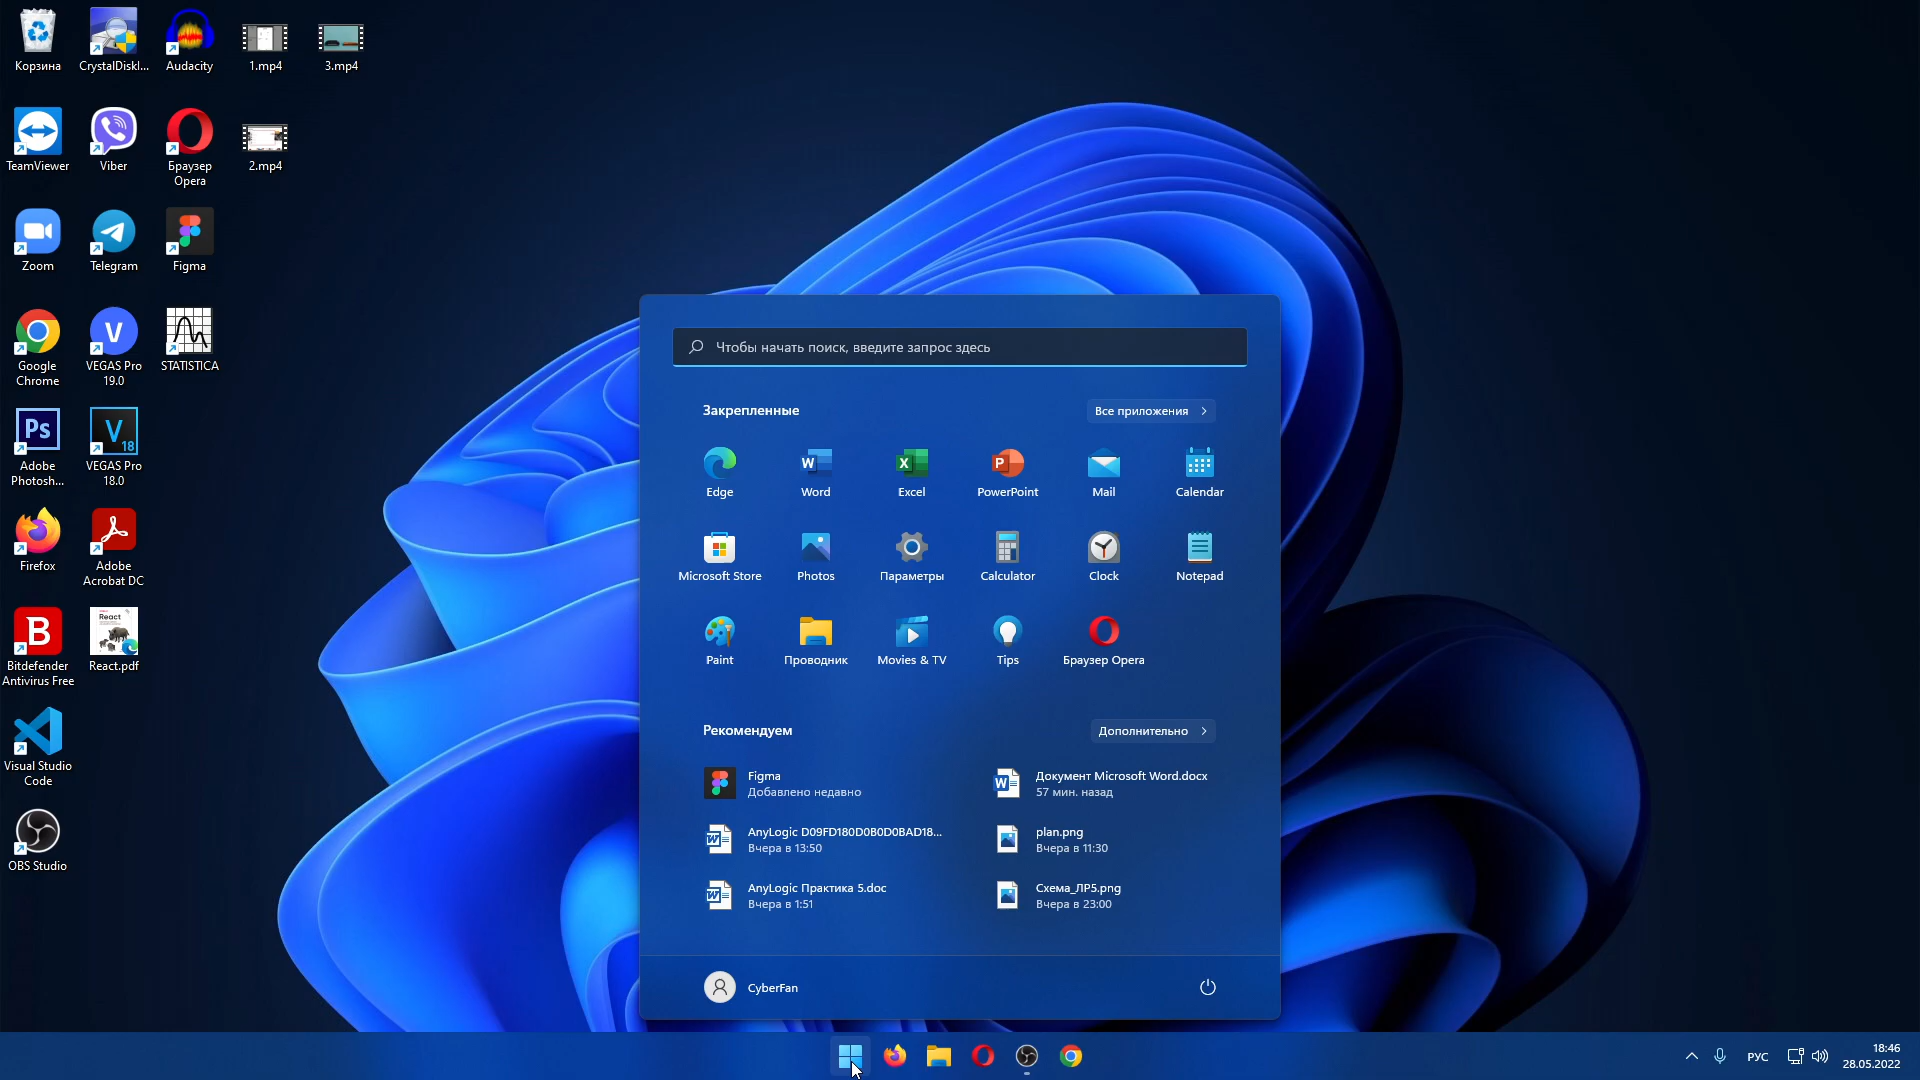 Корзина
CrystalDiskI...
Audacity
1.mp4
3.mp4
TeamViewer
Viber
Браузер
Opera
2.mp4
Zoom
Telegram
Figma
Google
Chrome
VEGAS Pro
19.0
STATISTICA
Adobe
Photosh...
VEGAS Pro
18.0
Firefox
Adobe
Acrobat DC
Bitdefender
Antivirus Free
React.pdf
Visual Studio
Code
OBS Studio
Чтобы начать поиск, введите запрос здесь
Закрепленные
Все приложения
Edge
Word
Excel
PowerPoint
Mail
Calendar
Microsoft Store
Photos
Параметры
Calculator
Clock
Notepad
Paint
Проводник
Movies & TV
Tips
Браузер Opera
Рекомендуем
Дополнительно
Figma
Добавлено недавно
Документ Microsoft Word.docx
57 мин. назад
AnyLogic D09FD180D0B0D0BAD18...
Вчера в 13:50
plan.png
Вчера в 11:30
AnyLogic Практика 5.doc
Вчера в 1:51
Схема_ЛР5.png
Вчера в 23:00
CyberFan
РУС
18:46
28.05.2022